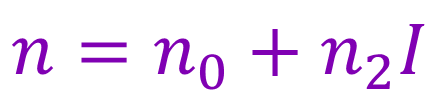 n = n₀ + n₂I